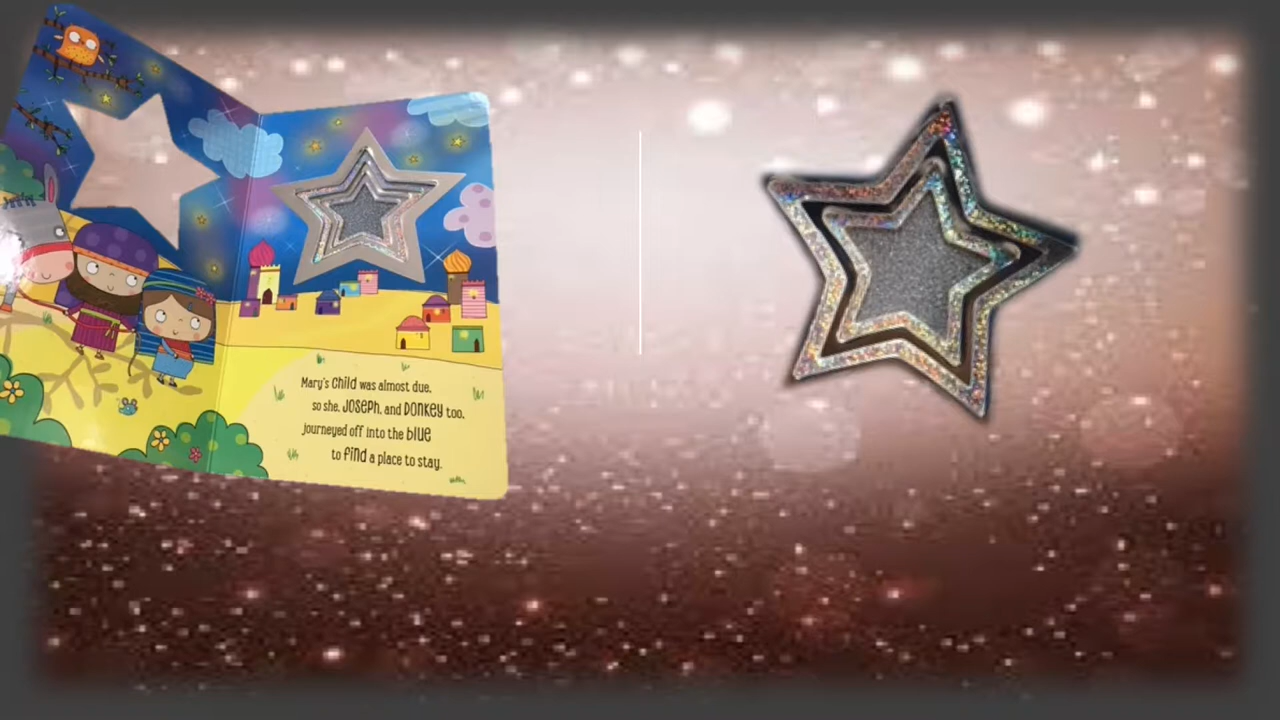 Mary's Child was almost due,
so she, JOSEPH, and DONKEY too,
journeyed off into the blue
to find a place to stay.